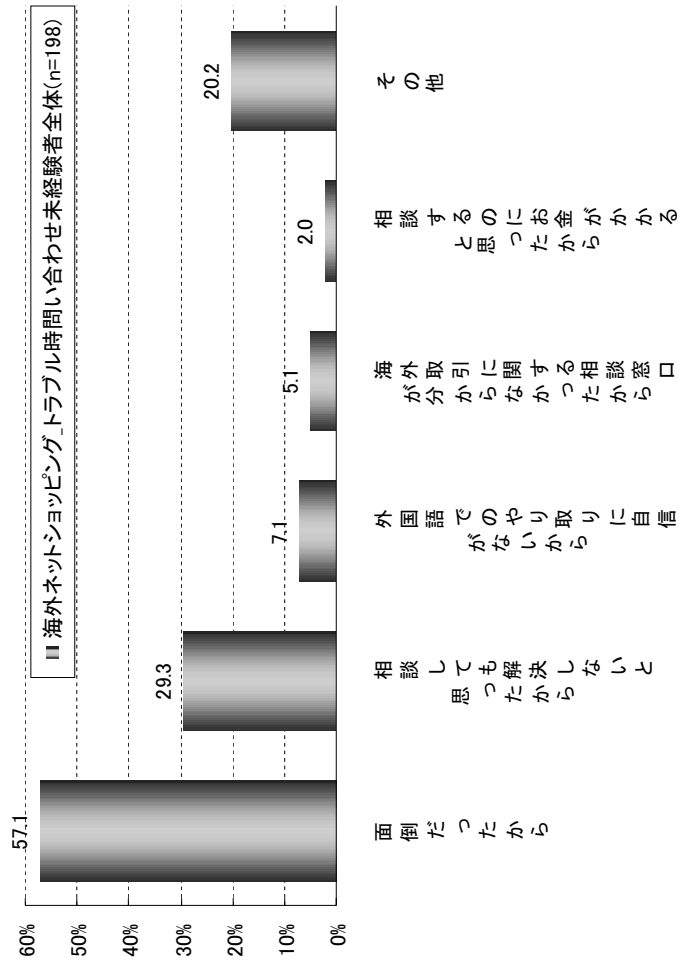 海外ネットショッピング_トラブル時問い合わせ未経験者全体(n=198)
60%
50%
40%
30%
20%
10%
0%
57.1
29.3
7.1
5.1
2.0
20.2
面倒だったから
相談しても解決しないと
思ったから
外国語でのやり取りに自信
がないから
海外取引に関する相談窓口
が分からなかったから
相談するのにお金がかかる
と思ったから
その他